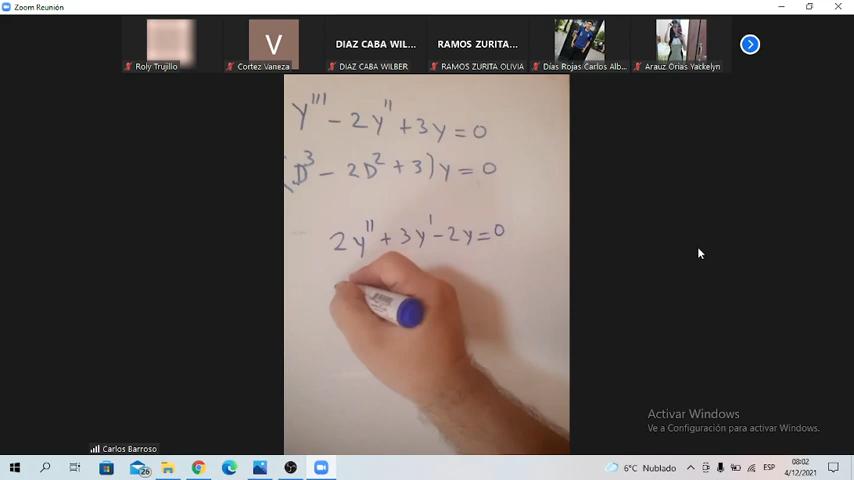 Zoom Reunión
V
DIAZ CABA WIL...
RAMOS ZURITA...
Roly Trujillo
Cortez Vaneza
DIAZ CABA WILBER
RAMOS ZURITA OLIVIA
Días Rojas Carlos Alb...
Arauz Orias Yackelyn
y''' - 2y'' + 3y = 0
(D³ - 2D² + 3)y = 0
2y'' + 3y' - 2y = 0
Activar Windows
Ve a Configuración para activar Windows.
Carlos Barroso
26
6°C Nublado
ESP
08:02
4/12/2021